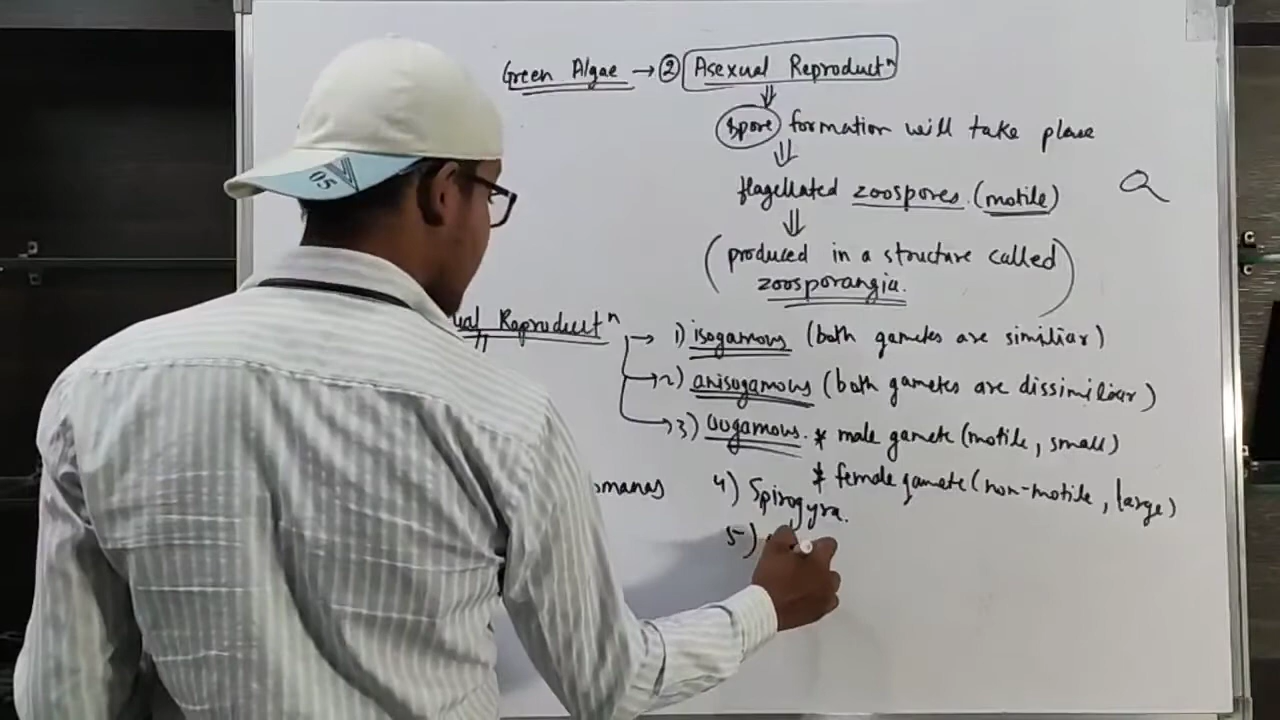 Green Algae → ② Asexual Reproductⁿ
⇓
Spore formation will take place
⇓
flagellated zoospores. (motile)
⇓
(produced in a structure called
zoosporangia.)
ual Reproductⁿ → 1) isogamous (both gametes are similiar)
→ 2) anisogamous (both gametes are dissimiliar)
→ 3) Oogamous. * male gamete (motile, small)
* female gamete (non-motile, large)
omanas 4) Spirogyra.
5)
05